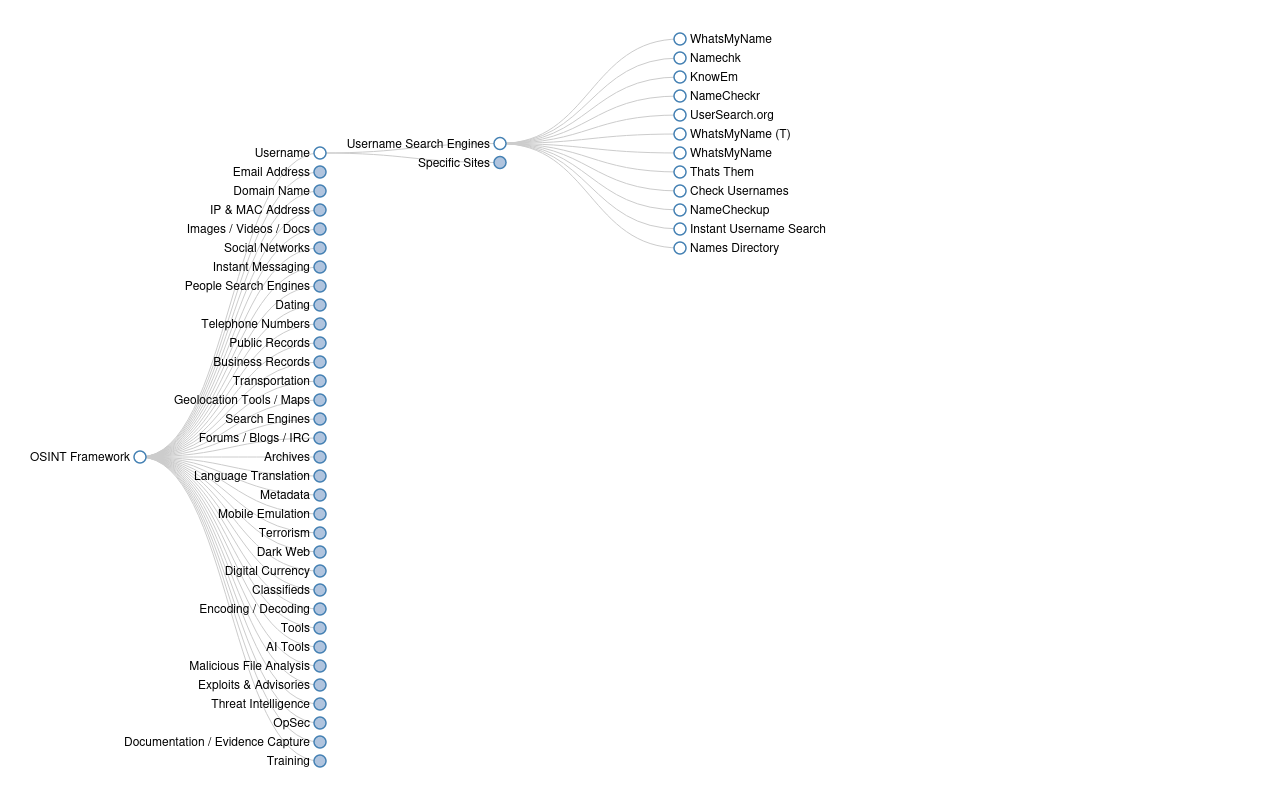 OSINT Framework
Username
Email Address
Domain Name
IP & MAC Address
Images / Videos / Docs
Social Networks
Instant Messaging
People Search Engines
Dating
Telephone Numbers
Public Records
Business Records
Transportation
Geolocation Tools / Maps
Search Engines
Forums / Blogs / IRC
Archives
Language Translation
Metadata
Mobile Emulation
Terrorism
Dark Web
Digital Currency
Classifieds
Encoding / Decoding
Tools
AI Tools
Malicious File Analysis
Exploits & Advisories
Threat Intelligence
OpSec
Documentation / Evidence Capture
Training
Username Search Engines
Specific Sites
WhatsMyName
Namechk
KnowEm
NameCheckr
UserSearch.org
WhatsMyName (T)
WhatsMyName
Thats Them
Check Usernames
NameCheckup
Instant Username Search
Names Directory